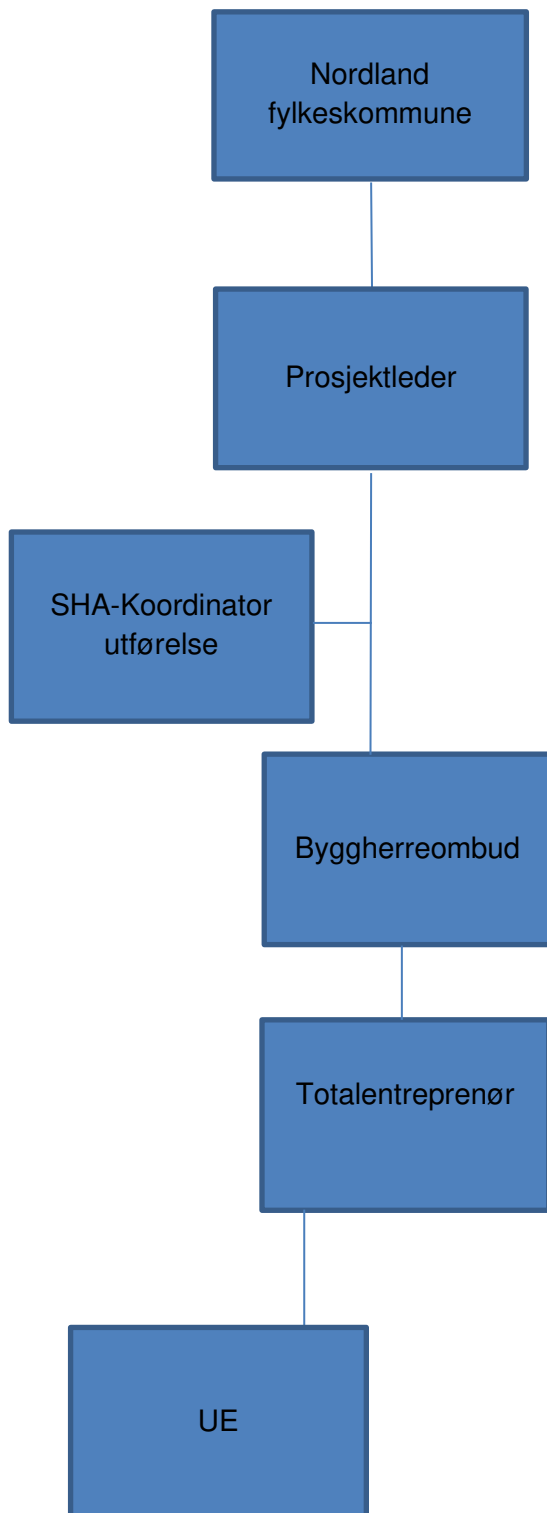 Nordland
fylkeskommune
Prosjektleder
SHA-Koordinator
utførelse
Byggherreombud
Totalentreprenør
UE